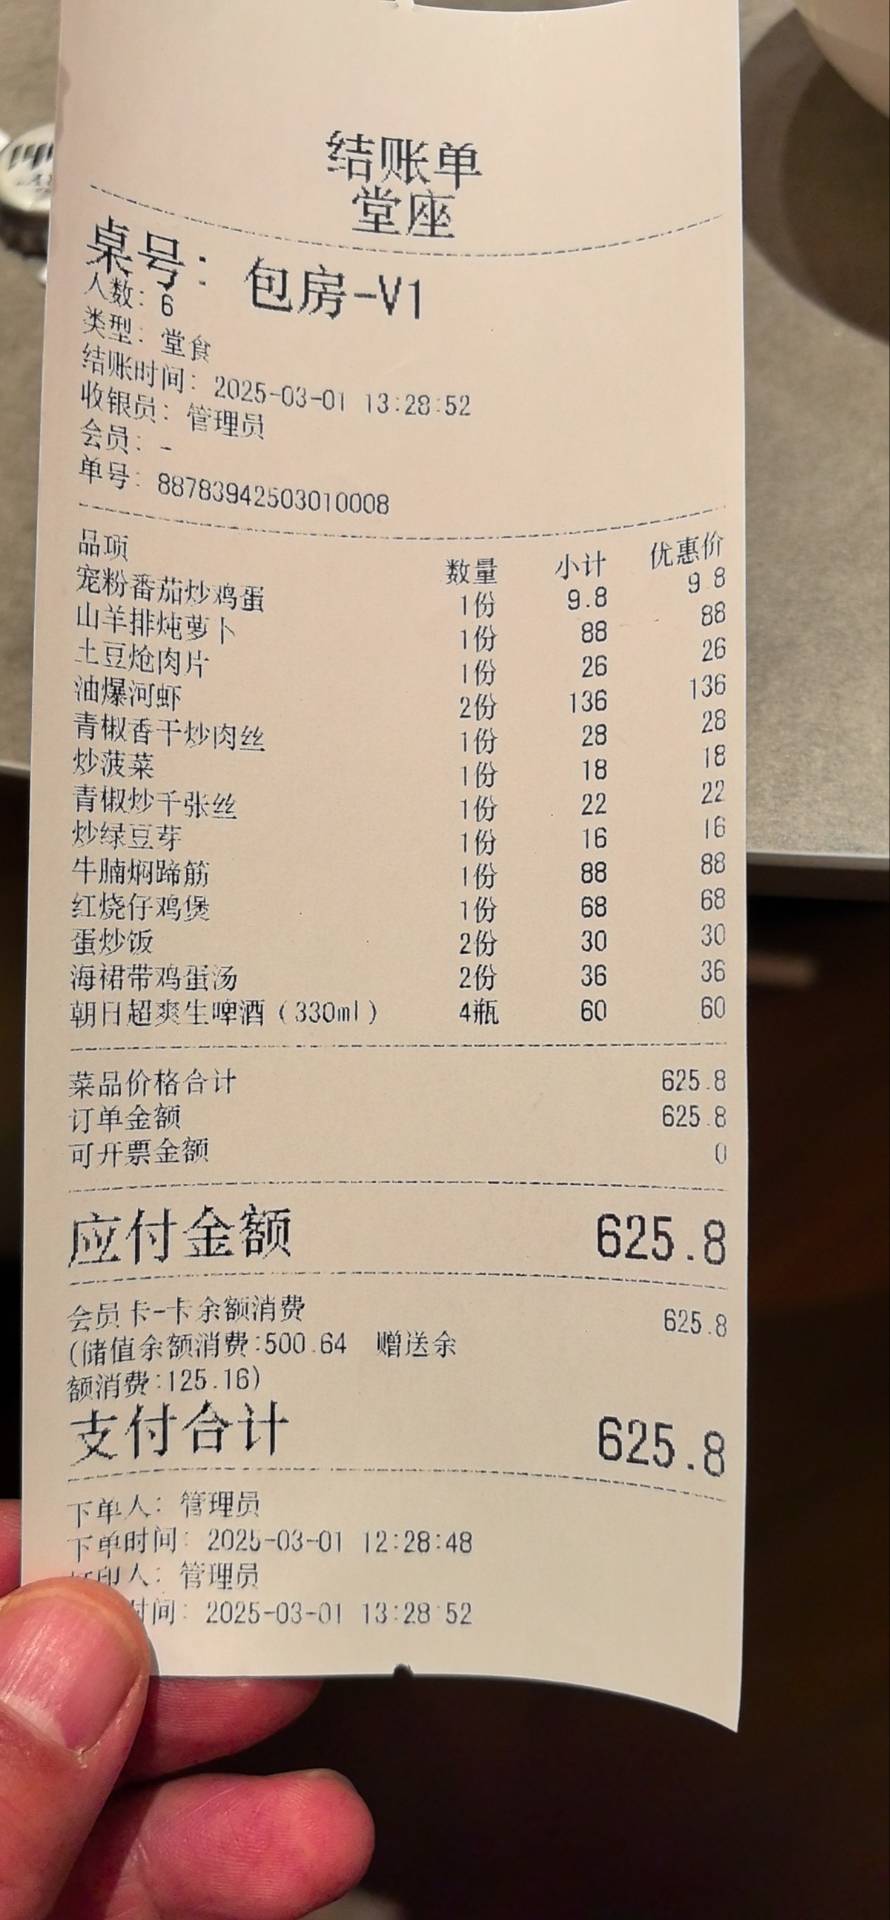 结账单
堂座
桌号: 包房-V1
人数: 6
类型: 堂食
结账时间: 2025-03-01 13:28:52
收银员: 管理员
会员: -
单号: 88783942503010008
品项 数量 小计 优惠价
宠粉番茄炒鸡蛋 1份 9.8 9.8
山羊排炖萝卜 1份 88 88
土豆炝肉片 1份 26 26
油爆河虾 2份 136 136
青椒香干炒肉丝 1份 28 28
炒菠菜 1份 18 18
青椒炒千张丝 1份 22 22
炒绿豆芽 1份 16 16
牛腩焖蹄筋 1份 88 88
红烧仔鸡煲 1份 68 68
蛋炒饭 2份 30 30
海裙带鸡蛋汤 2份 36 36
朝日超爽生啤酒(330ml) 4瓶 60 60
菜品价格合计 625.8
订单金额 625.8
可开票金额 0
应付金额 625.8
会员卡-卡余额消费 625.8
(储值余额消费:500.64 赠送余
额消费:125.16)
支付合计 625.8
下单人: 管理员
下单时间: 2025-03-01 12:28:48
印人: 管理员
时间: 2025-03-01 13:28:52